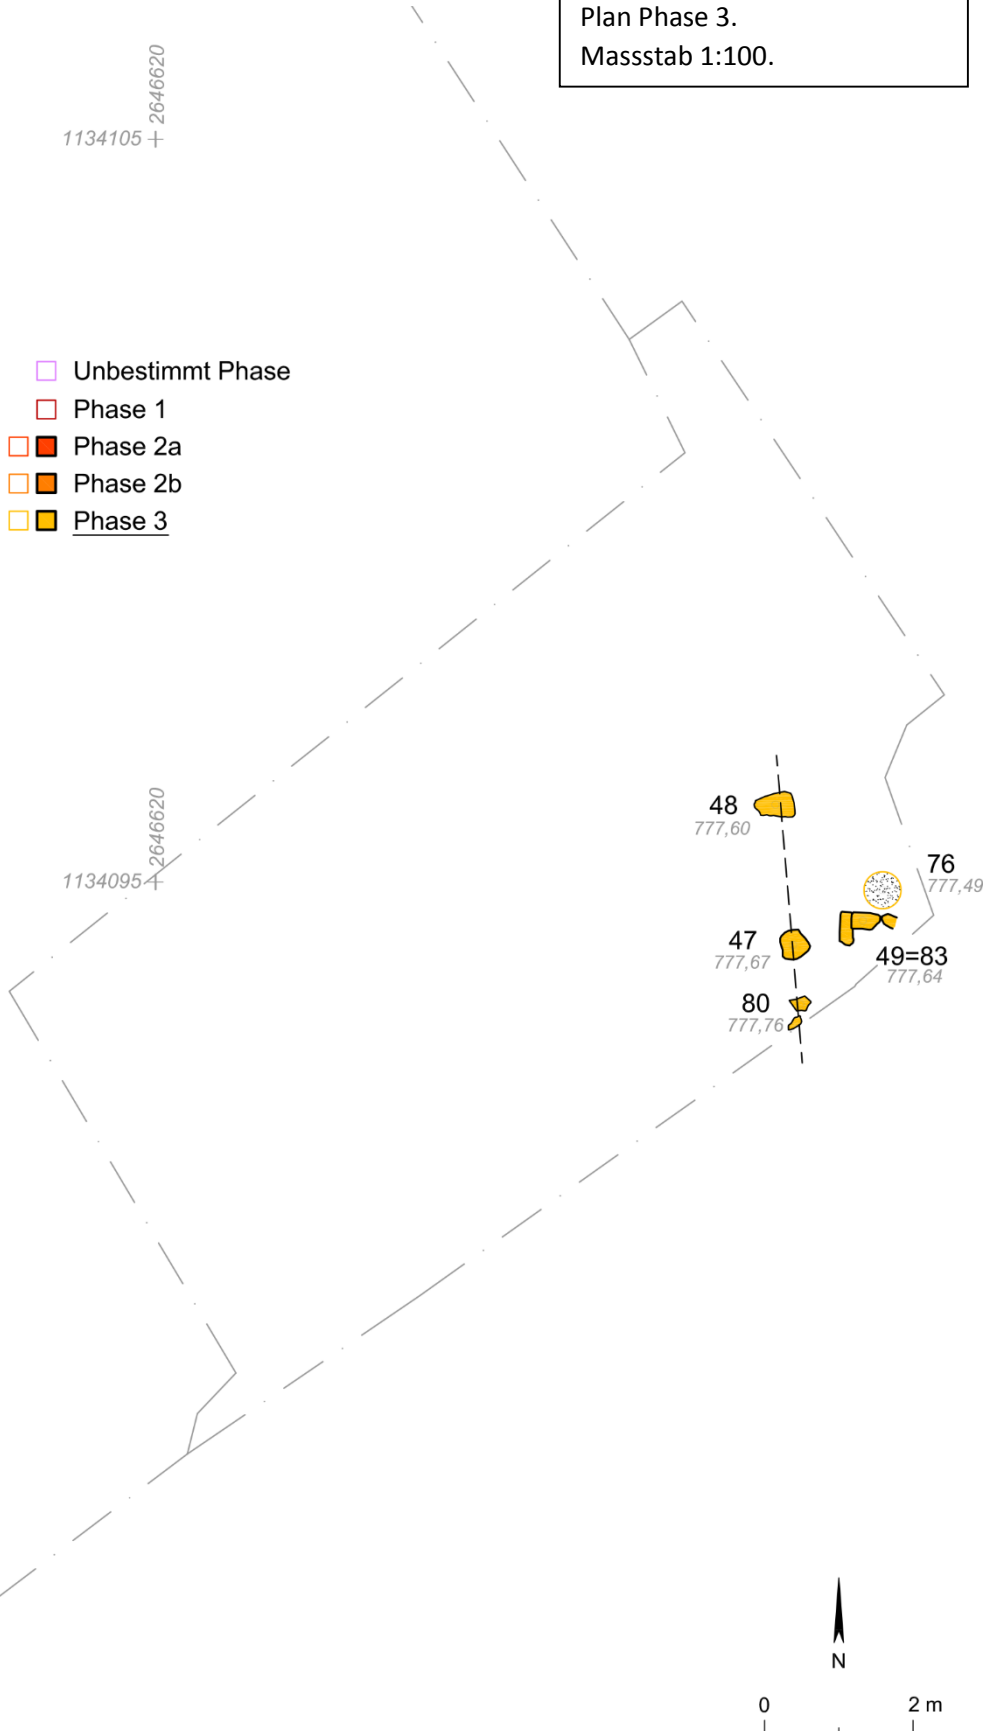 Plan Phase 3.
Massstab 1:100.
2646620
1134105
Unbestimmt Phase
Phase 1
Phase 2a
Phase 2b
Phase 3
2646620
1134095
48
777,60
76
777,49
47
777,67
49=83
777,64
80
777,76
N
0 2 m